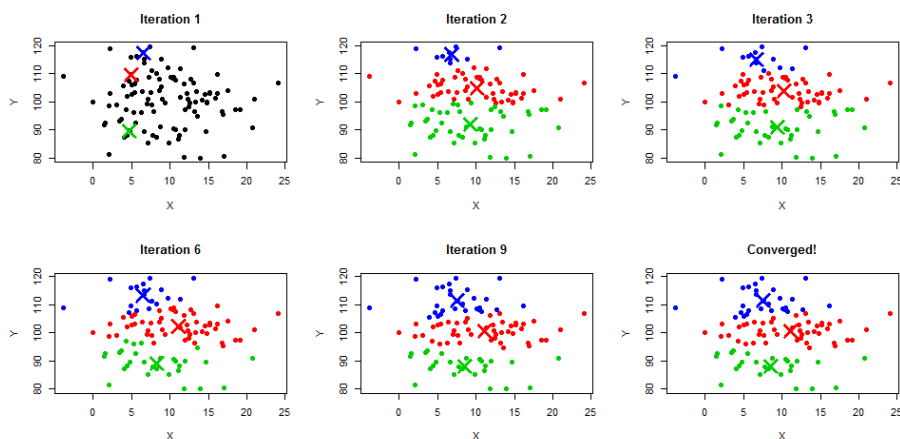 Iteration 1
Iteration 2
Iteration 3
Y
80 90 100 110 120
0 5 10 15 20 25
X
Y
80 90 100 110 120
0 5 10 15 20 25
X
Y
80 90 100 110 120
0 5 10 15 20 25
X
Iteration 6
Iteration 9
Converged!
Y
80 90 100 110 120
0 5 10 15 20 25
X
Y
80 90 100 110 120
0 5 10 15 20 25
X
Y
80 90 100 110 120
0 5 10 15 20 25
X